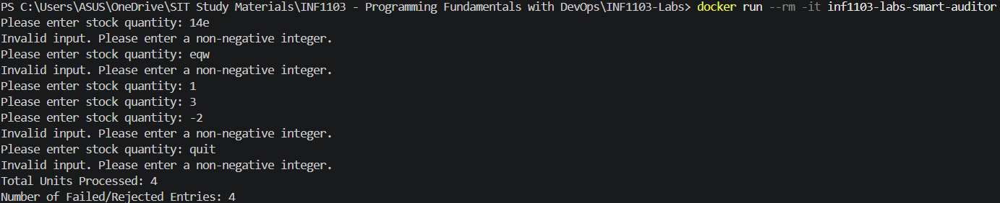 PS C:\Users\ASUS\OneDrive\SIT Study Materials\INF1103 - Programming Fundamentals with DevOps\INF1103-Labs> docker run --rm -it inf1103-labs-smart-auditor
Please enter stock quantity: 14e
Invalid input. Please enter a non-negative integer.
Please enter stock quantity: eqw
Invalid input. Please enter a non-negative integer.
Please enter stock quantity: 1
Please enter stock quantity: 3
Please enter stock quantity: -2
Invalid input. Please enter a non-negative integer.
Please enter stock quantity: quit
Invalid input. Please enter a non-negative integer.
Total Units Processed: 4
Number of Failed/Rejected Entries: 4